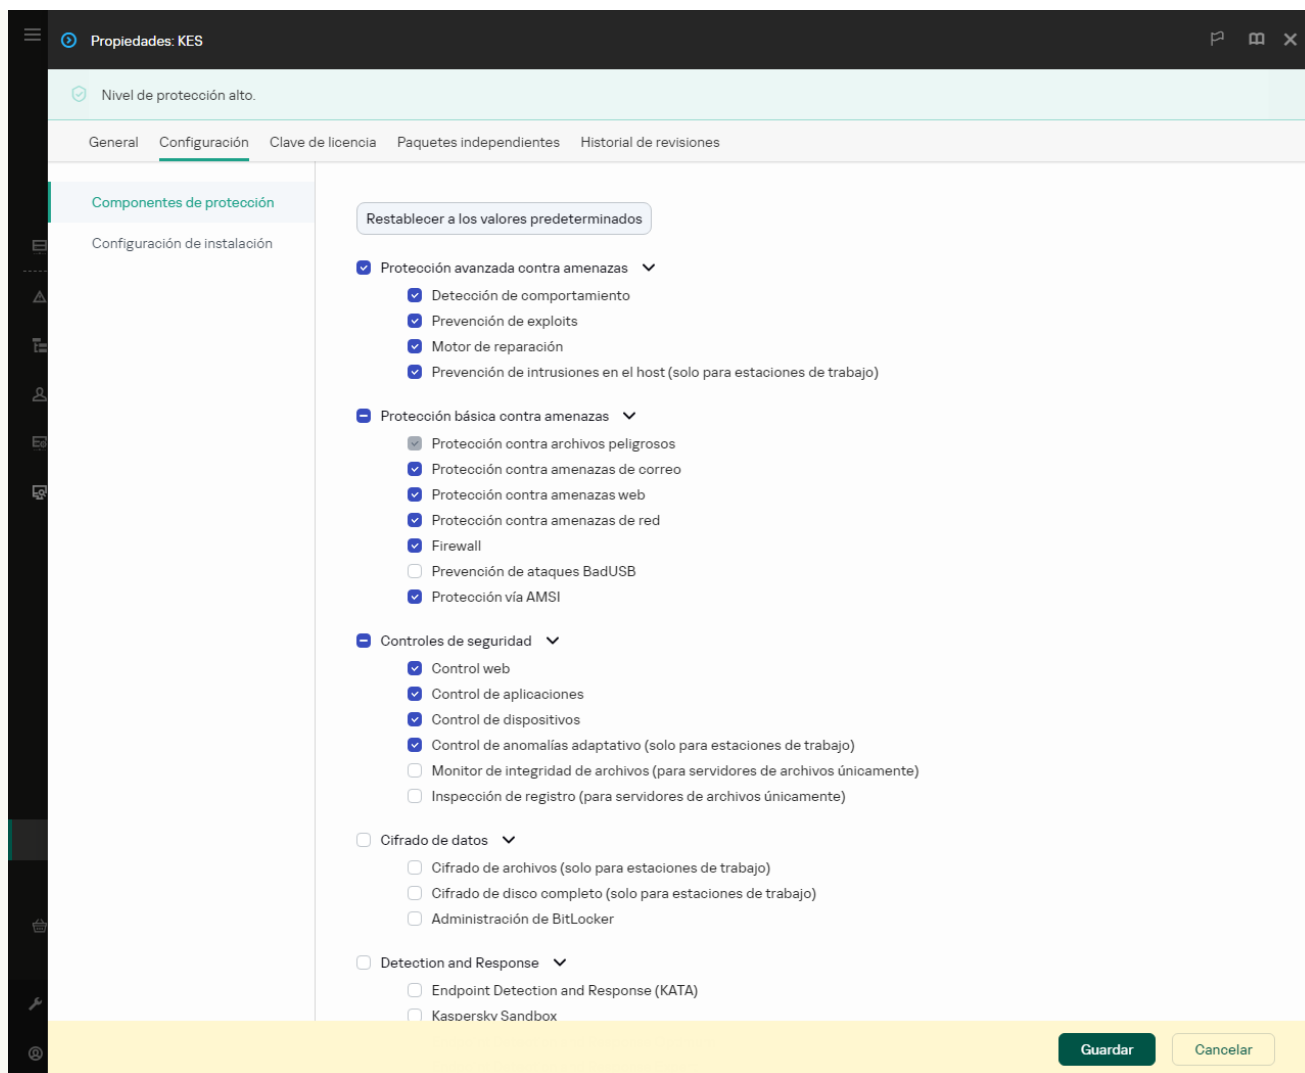 Propiedades: KES
Nivel de protección alto.
General Configuración Clave de licencia Paquetes independientes Historial de revisiones
Componentes de protección
Configuración de instalación
Restablecer a los valores predeterminados
Protección avanzada contra amenazas
Detección de comportamiento
Prevención de exploits
Motor de reparación
Prevención de intrusiones en el host (solo para estaciones de trabajo)
Protección básica contra amenazas
Protección contra archivos peligrosos
Protección contra amenazas de correo
Protección contra amenazas web
Protección contra amenazas de red
Firewall
Prevención de ataques BadUSB
Protección vía AMSI
Controles de seguridad
Control web
Control de aplicaciones
Control de dispositivos
Control de anomalías adaptativo (solo para estaciones de trabajo)
Monitor de integridad de archivos (para servidores de archivos únicamente)
Inspección de registro (para servidores de archivos únicamente)
Cifrado de datos
Cifrado de archivos (solo para estaciones de trabajo)
Cifrado de disco completo (solo para estaciones de trabajo)
Administración de BitLocker
Detection and Response
Endpoint Detection and Response (KATA)
Kaspersky Sandbox
Guardar Cancelar